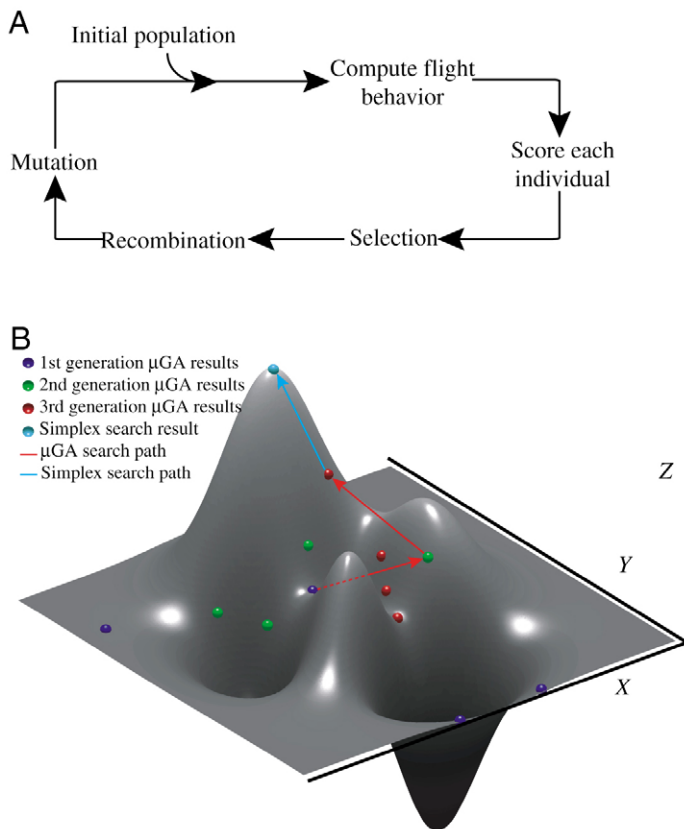 A
Initial population
Compute flight
behavior
Score each
individual
Mutation
Recombination
Selection
B
1st generation μGA results
2nd generation μGA results
3rd generation μGA results
Simplex search result
μGA search path
Simplex search path
Z
Y
X